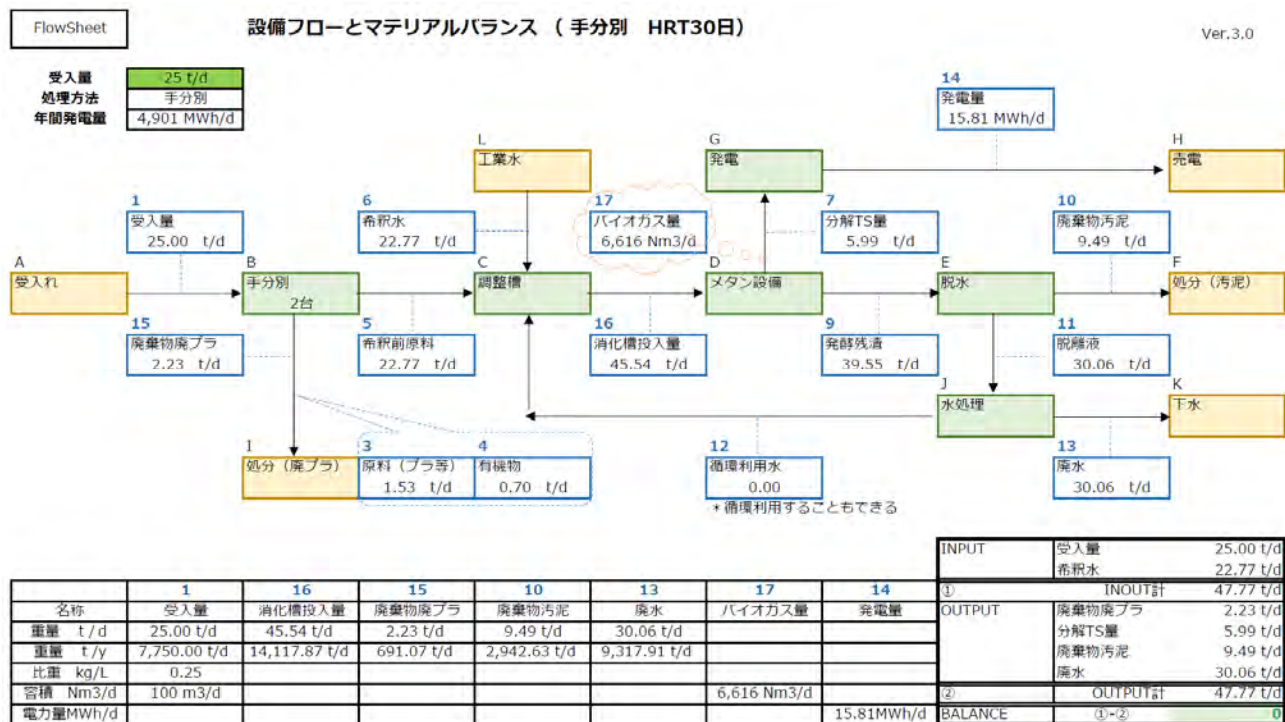 FlowSheet
設備フローとマテリアルバランス （ 手分別　HRT30日）
Ver.3.0
受入量 25 t/d
処理方法 手分別
年間発電量 4,901 MWh/d
14
発電量
15.81 MWh/d
L
工業水
G
発電
H
売電
1
受入量
25.00 t/d
6
希釈水
22.77 t/d
17
バイオガス量
6,616 Nm3/d
7
分解TS量
5.99 t/d
10
廃棄物汚泥
9.49 t/d
A
受入れ
B
手分別
2台
C
調整槽
D
メタン設備
E
脱水
F
処分（汚泥）
15
廃棄物廃プラ
2.23 t/d
5
希釈前原料
22.77 t/d
16
消化槽投入量
45.54 t/d
9
発酵残渣
39.55 t/d
11
脱離液
30.06 t/d
J
水処理
K
下水
I
処分（廃プラ）
3
原料（プラ等）
1.53 t/d
4
有機物
0.70 t/d
12
循環利用水
0.00
＊循環利用することもできる
13
廃水
30.06 t/d
1 16 15 10 13 17 14
名称 受入量 消化槽投入量 廃棄物廃プラ 廃棄物汚泥 廃水 バイオガス量 発電量
重量 t/d 25.00 t/d 45.54 t/d 2.23 t/d 9.49 t/d 30.06 t/d
重量 t/y 7,750.00 t/d 14,117.87 t/d 691.07 t/d 2,942.63 t/d 9,317.91 t/d
比重 kg/L 0.25
容積 Nm3/d 100 m3/d 6,616 Nm3/d
電力量MWh/d 15.81MWh/d
INPUT 受入量 25.00 t/d
希釈水 22.77 t/d
① INOUT計 47.77 t/d
OUTPUT 廃棄物廃プラ 2.23 t/d
分解TS量 5.99 t/d
廃棄物汚泥 9.49 t/d
廃水 30.06 t/d
② OUTPUT計 47.77 t/d
BALANCE ①-② 0